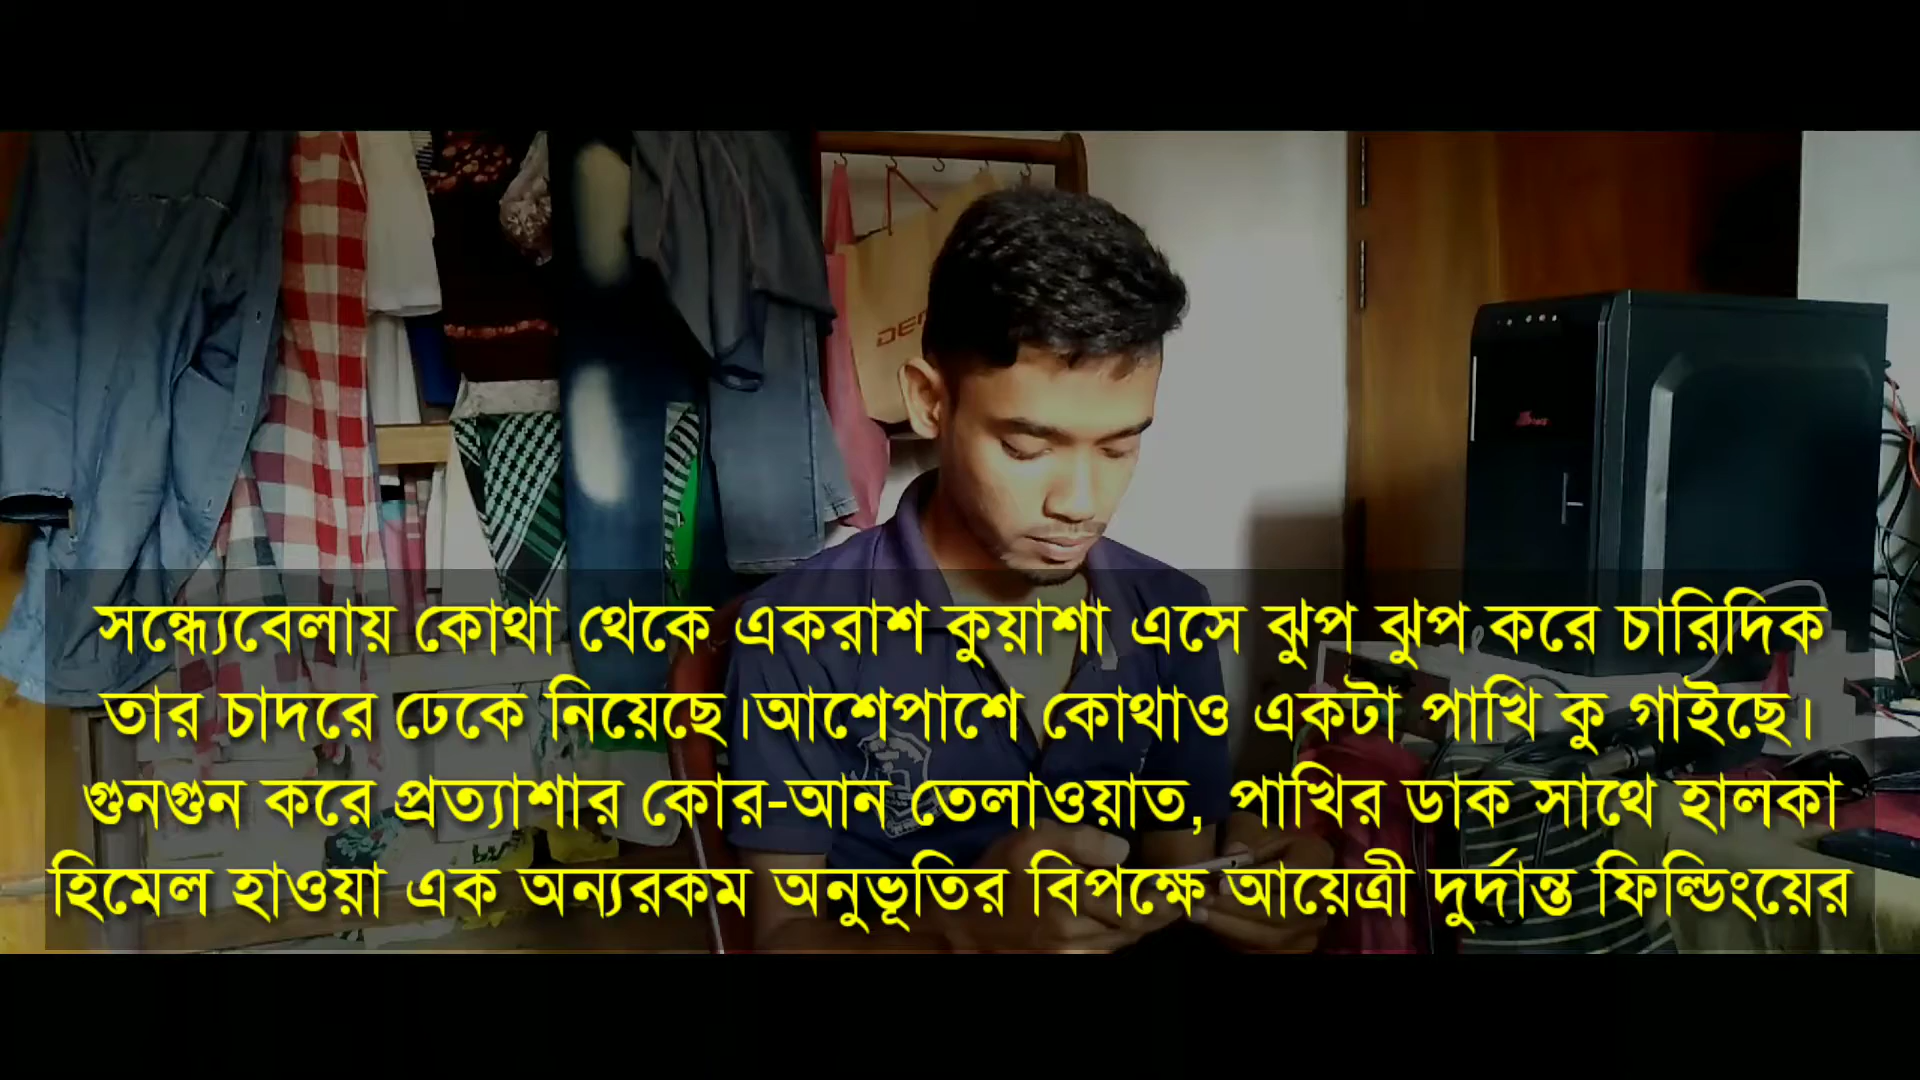 DEN
সন্ধ্যেবেলায় কোথা থেকে একরাশ কুয়াশা এসে ঝুপ ঝুপ করে চারিদিক
তার চাদরে ঢেকে নিয়েছে।আশেপাশে কোথাও একটা পাখি কু গাইছে।
গুনগুন করে প্রত্যাশার কোর-আন তেলাওয়াত, পাখির ডাক সাথে হালকা
হিমেল হাওয়া এক অন্যরকম অনুভূতির বিপক্ষে আয়েত্রী দুর্দান্ত ফিল্ডিংয়ের